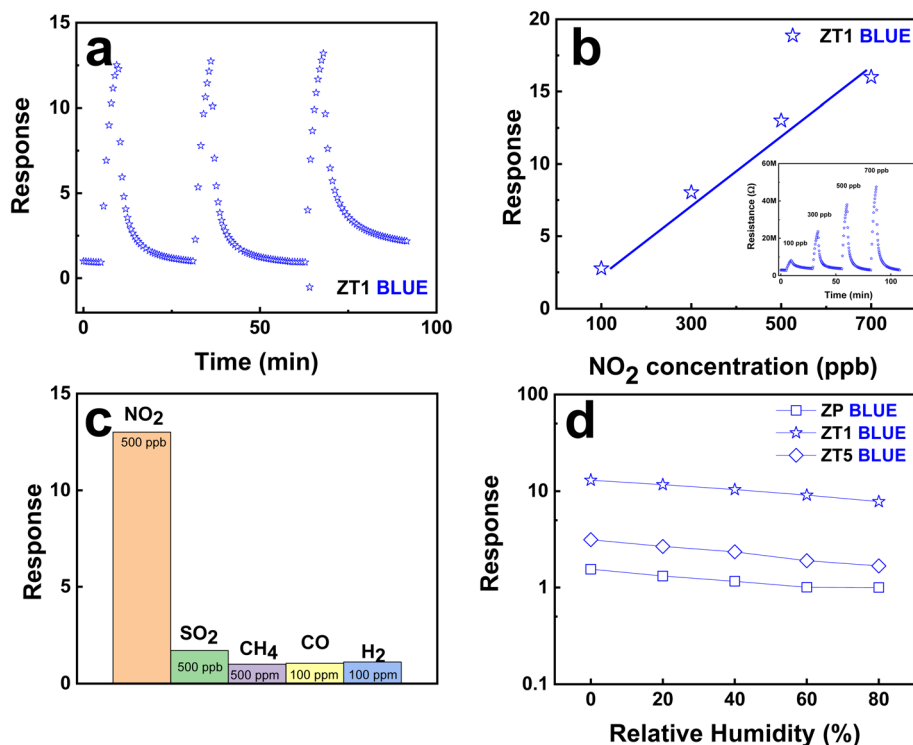 a
15
10
5
0
Response
ZT1 BLUE
0
50
100
Time (min)
b
20
15
10
5
0
Response
ZT1 BLUE
60M
40M
20M
0
Resistance (Ω)
100 ppb
300 ppb
500 ppb
700 ppb
0
50
100
Time (min)
100
300
500
700
NO2 concentration (ppb)
c
15
10
5
0
Response
NO2
500 ppb
SO2
500 ppb
CH4
500 ppm
CO
100 ppm
H2
100 ppm
d
100
10
1
0.1
Response
ZP BLUE
ZT1 BLUE
ZT5 BLUE
0
20
40
60
80
Relative Humidity (%)